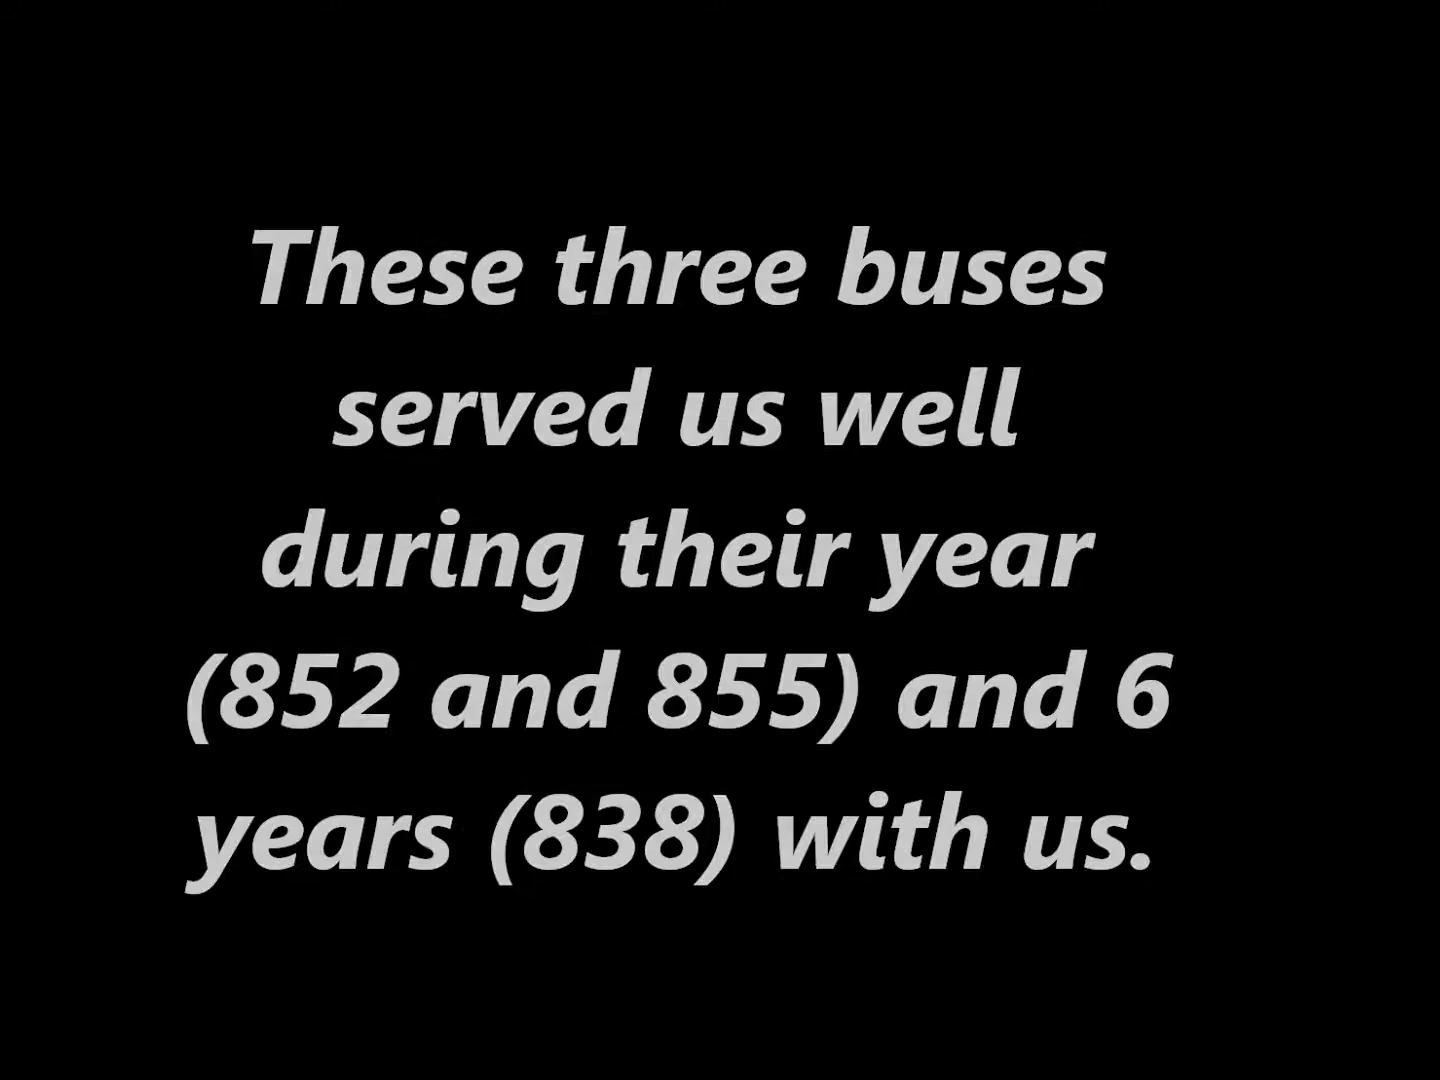 These three buses
served us well
during their year
(852 and 855) and 6
years (838) with us.